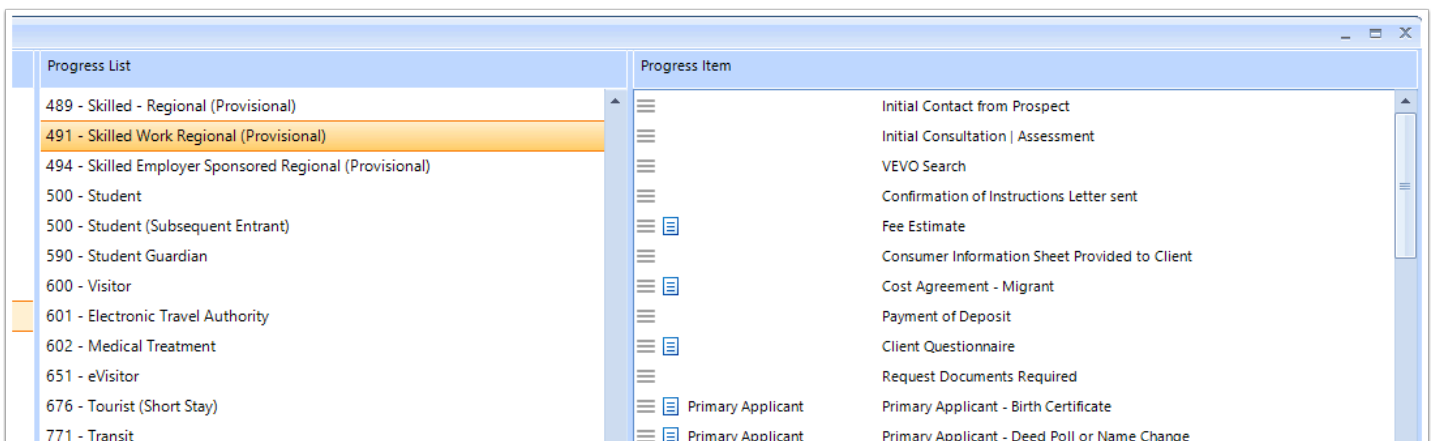 Progress List
489 - Skilled - Regional (Provisional)
491 - Skilled Work Regional (Provisional)
494 - Skilled Employer Sponsored Regional (Provisional)
500 - Student
500 - Student (Subsequent Entrant)
590 - Student Guardian
600 - Visitor
601 - Electronic Travel Authority
602 - Medical Treatment
651 - eVisitor
676 - Tourist (Short Stay)
771 - Transit
Progress Item
Initial Contact from Prospect
Initial Consultation | Assessment
VEVO Search
Confirmation of Instructions Letter sent
Fee Estimate
Consumer Information Sheet Provided to Client
Cost Agreement - Migrant
Payment of Deposit
Client Questionnaire
Request Documents Required
Primary Applicant Primary Applicant - Birth Certificate
Primary Applicant Primary Applicant - Deed Poll or Name Change